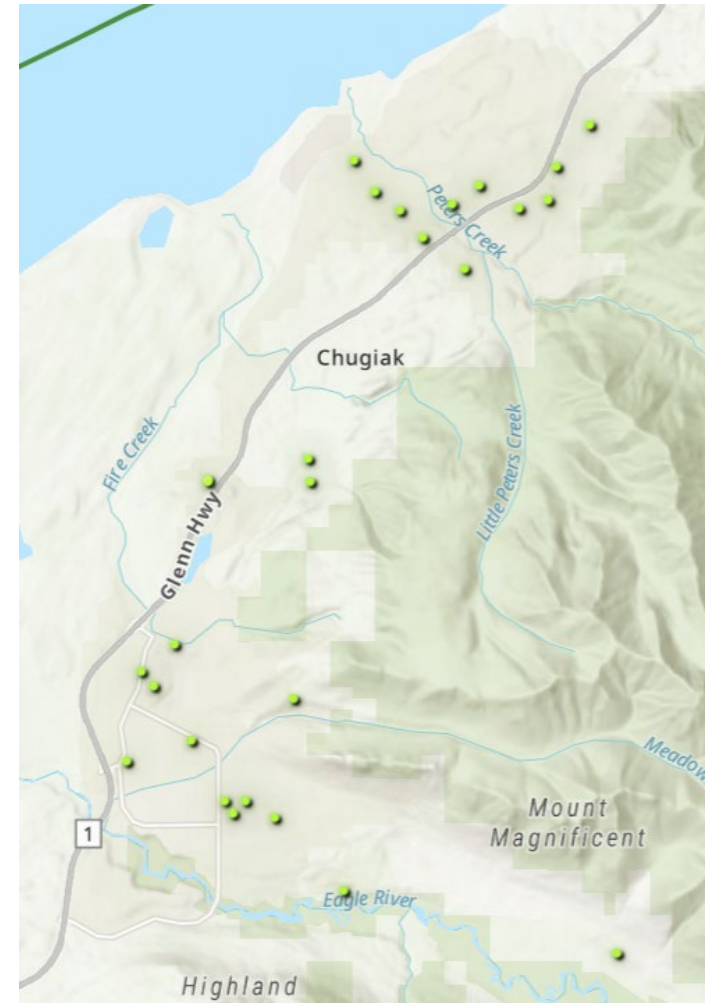 Peters Creek
Chugiak
Fire Creek
Little Peters Creek
Glenn Hwy
Meadow
Mount
Magnificent
1
Eagle River
Highland